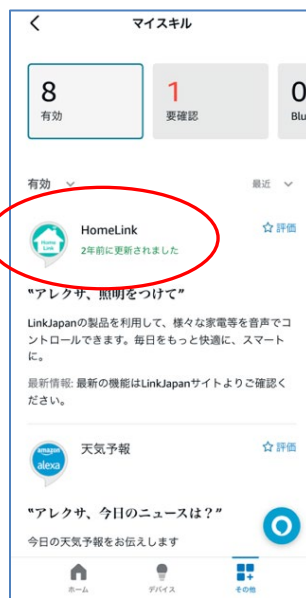 マイスキル
8
有効
1
要確認
0
Blu
有効
最近
Home
Link
HomeLink
2年前に更新されました
評価
“アレクサ、照明をつけて”
LinkJapanの製品を利用して、様々な家電等を音声でコ
ントロールできます。毎日をもっと快適に、スマート
に。
最新情報: 最新の機能はLinkJapanサイトよりご確認く
ださい。
amazon
alexa
天気予報
評価
“アレクサ、今日のニュースは？”
今日の天気予報をお伝えします
ホーム
デバイス
その他